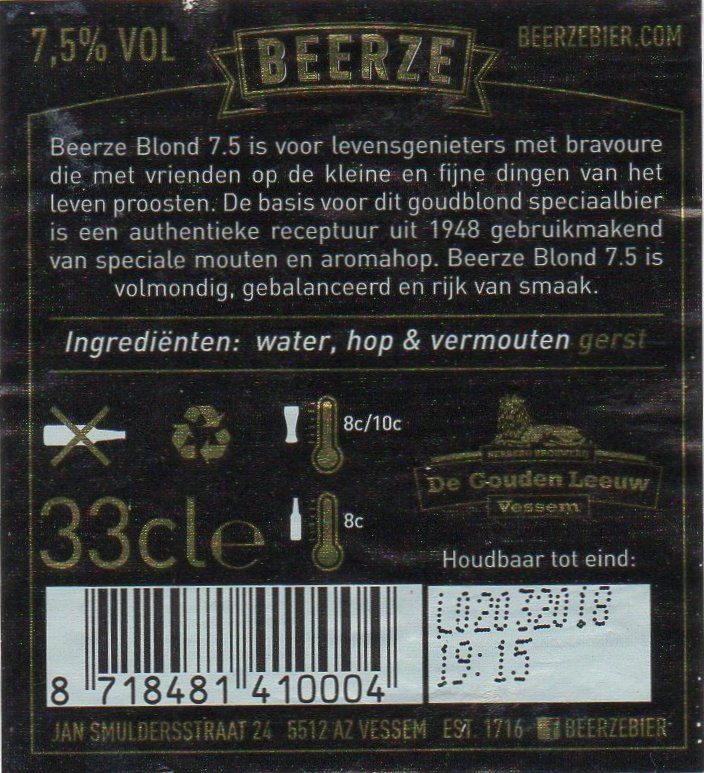 7,5% VOL
BEERZE
BEERZEBIER.COM
Beerze Blond 7.5 is voor levensgenieters met bravoure
die met vrienden op de kleine en fijne dingen van het
leven proosten. De basis voor dit goudblond speciaalbier
is een authentieke receptuur uit 1948 gebruikmakend
van speciale mouten en aromahop. Beerze Blond 7.5 is
volmondig, gebalanceerd en rijk van smaak.
Ingrediënten: water, hop & vermouten gerst
8c/10c
HERBERG BROUWERIJ
De Gouden Leeuw
Vessem
33cle
8c
Houdbaar tot eind:
L02032018
19:15
8 718481 410004
JAN SMULDERSSTRAAT 24 5512 AZ VESSEM EST. 1716 f BEERZEBIER